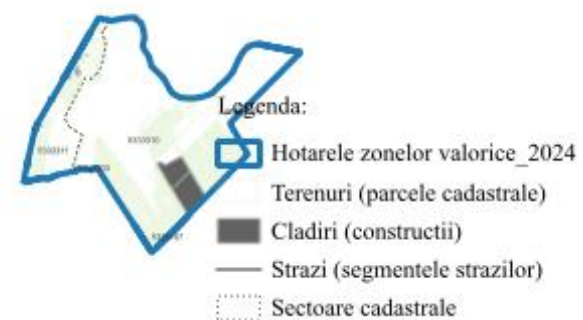 Legenda:
Hotarele zonelor valorice_2024
Terenuri (parcele cadastrale)
Cladiri (constructii)
Strazi (segmentele strazilor)
Sectoare cadastrale